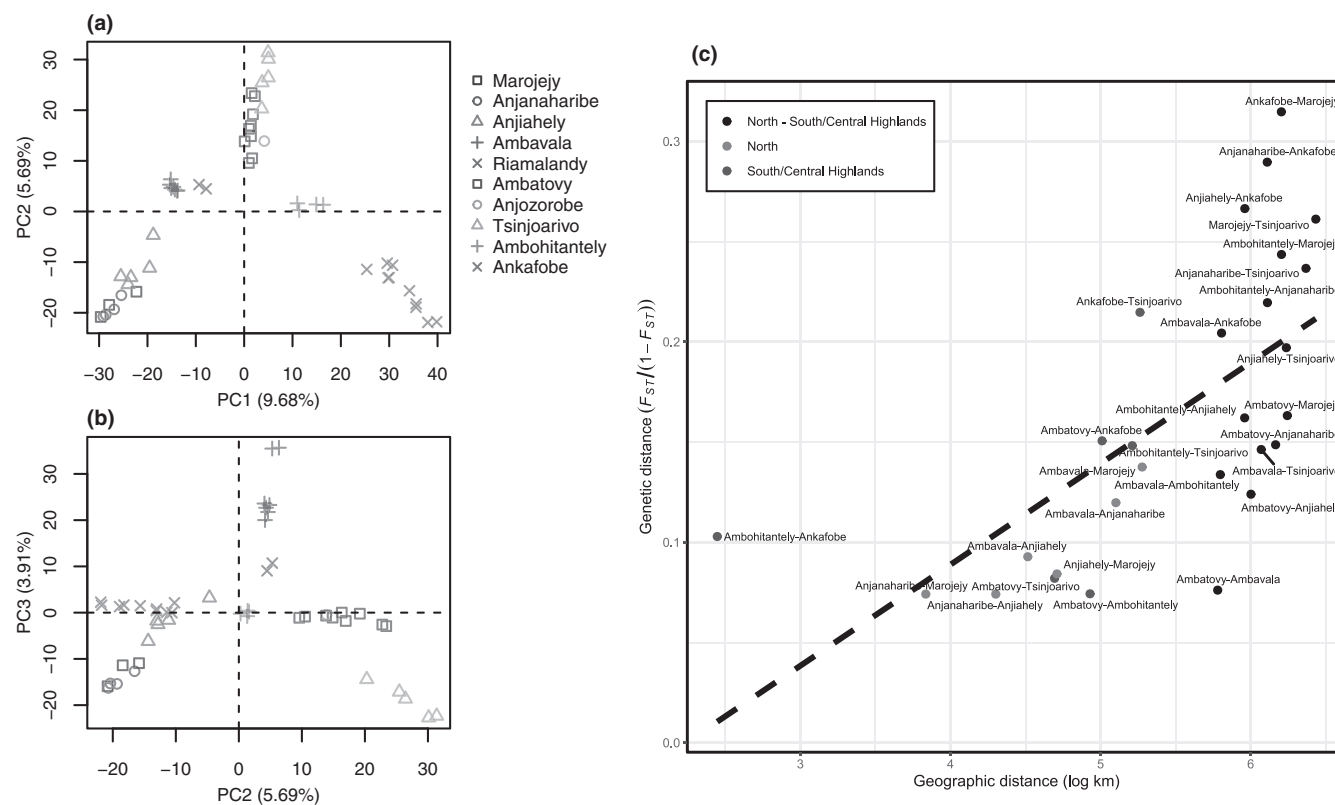 (a)
30
20
10
0
−10
−20
−30
−20
−10
0
10
20
30
40
PC2 (5.69%)
PC1 (9.68%)
Marojejy
Anjanaharibe
Anjiahely
Ambavala
Riamalandy
Ambatovy
Anjozorobe
Tsinjoarivo
Ambohitantely
Ankafobe
(b)
30
20
10
0
−10
−20
−20
−10
0
10
20
30
PC3 (3.91%)
PC2 (5.69%)
(c)
North - South/Central Highlands
North
South/Central Highlands
Ankafobe-Marojejy
Anjanaharibe-Ankafobe
Anjiahely-Ankafobe
Marojejy-Tsinjoarivo
Ambohitantely-Marojejy
Anjanaharibe-Tsinjoarivo
Ambohitantely-Anjanaharibe
Ankafobe-Tsinjoarivo
Ambavala-Ankafobe
Anjiahely-Tsinjoarivo
Ambohitantely-Anjiahely
Ambatovy-Marojejy
Ambatovy-Ankafobe
Ambatovy-Anjanaharibe
Ambohitantely-Tsinjoarivo
Ambavala-Marojejy
Ambavala-Tsinjoarivo
Ambavala-Ambohitantely
Ambavala-Anjanaharibe
Ambatovy-Anjiahely
Ambohitantely-Ankafobe
Ambavala-Anjiahely
Anjiahely-Marojejy
Anjanaharibe-Marojejy
Ambatovy-Tsinjoarivo
Ambatovy-Ambavala
Anjanaharibe-Anjiahely
Ambatovy-Ambohitantely
0.3
0.2
0.1
0.0
3
4
5
6
Genetic distance (FST/(1−FST))
Geographic distance (log km)